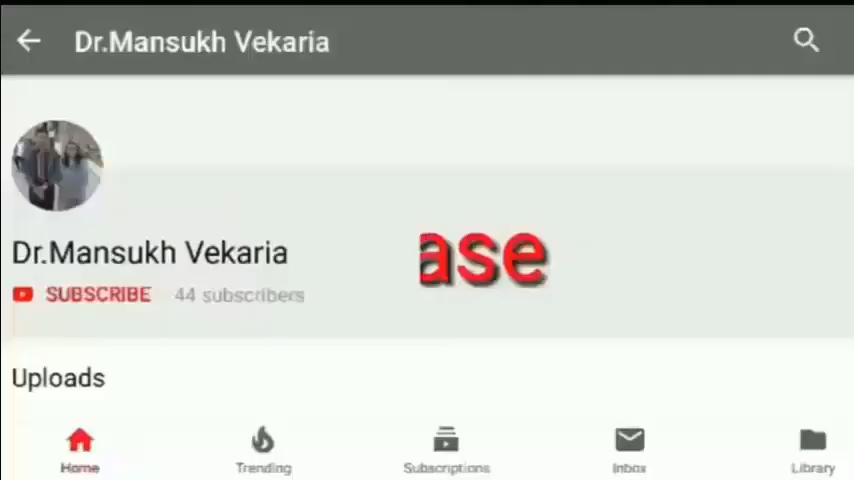 Dr.Mansukh Vekaria
ase
Dr.Mansukh Vekaria
SUBSCRIBE 44 subscribers
Uploads
Home Trending Subscriptions Inbox Library